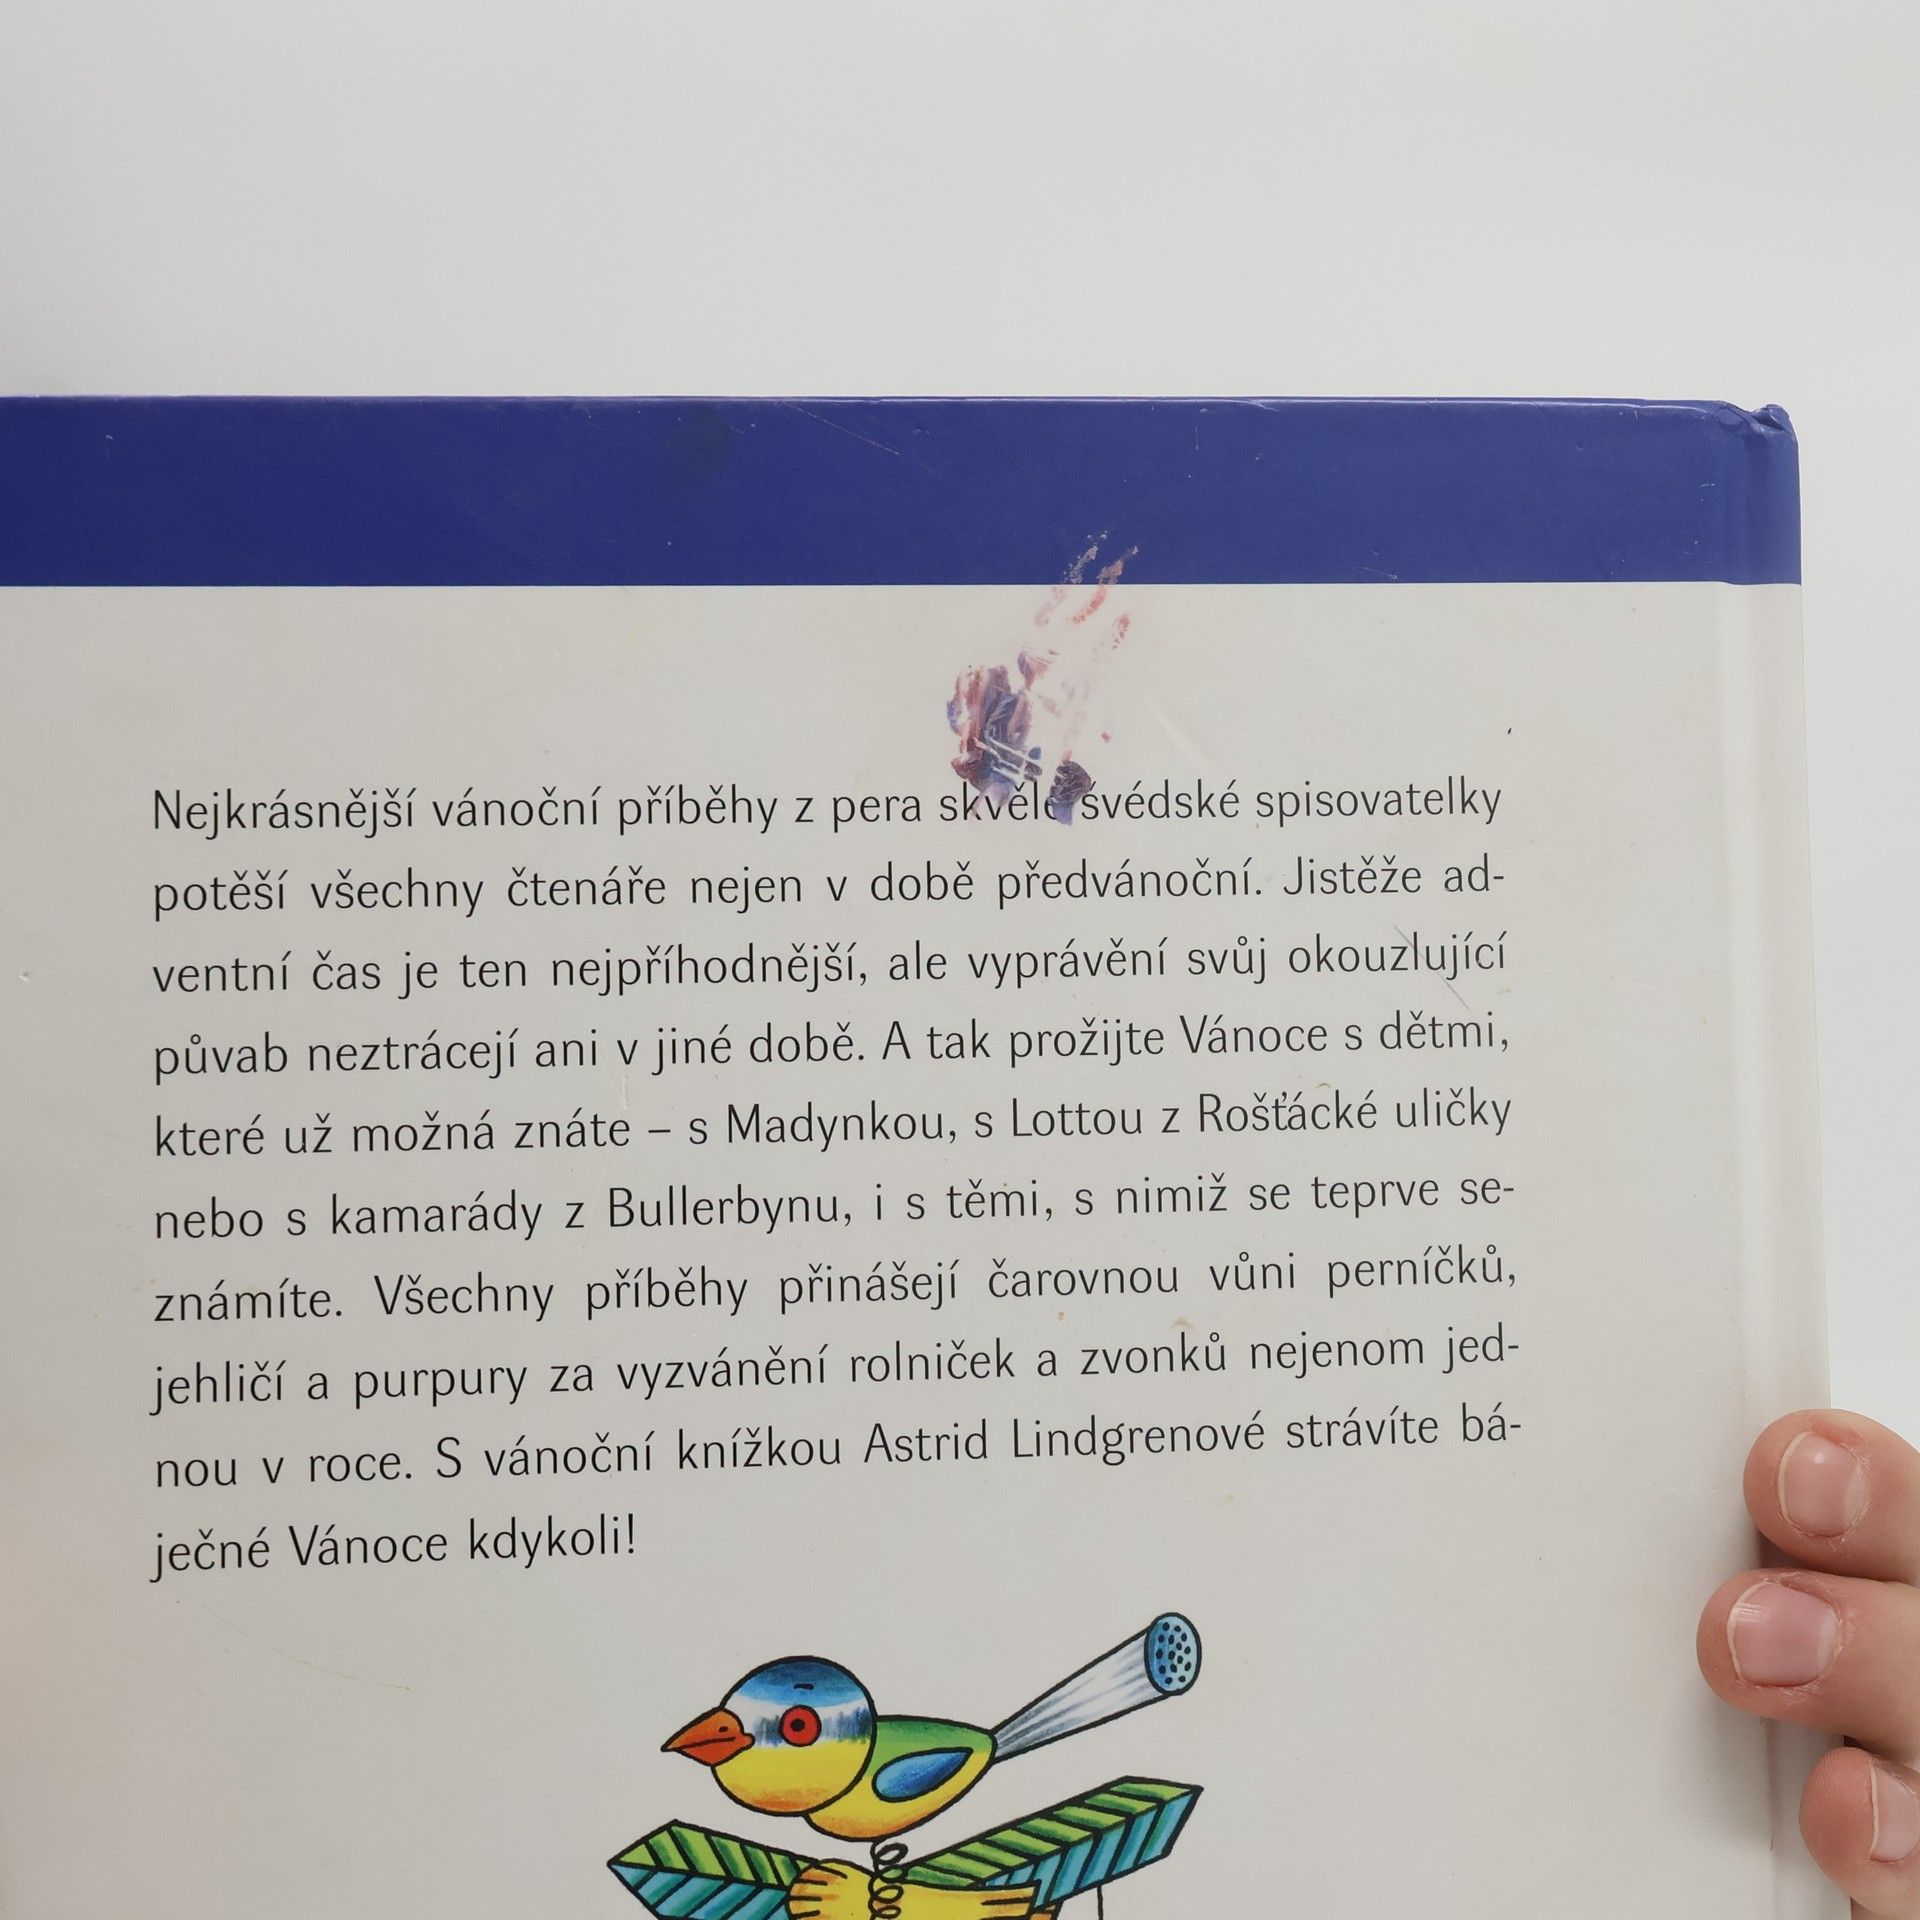 Nejkrásnější vánoční příběhy z pera skvělé švédské spisovatelky
potěší všechny čtenáře nejen v době předvánoční. Jistěže ad-
ventní čas je ten nejpříhodnější, ale vyprávění svůj okouzlující
půvab neztrácejí ani v jiné době. A tak prožijte Vánoce s dětmi,
které už možná znáte – s Madynkou, s Lottou z Rošťácké uličky
nebo s kamarády z Bullerbynu, i s těmi, s nimiž se teprve se-
známíte. Všechny příběhy přinášejí čarovnou vůni perníčků,
jehličí a purpury za vyzvánění rolniček a zvonků nejenom jed-
nou v roce. S vánoční knížkou Astrid Lindgrenové strávíte bá-
ječné Vánoce kdykoli!